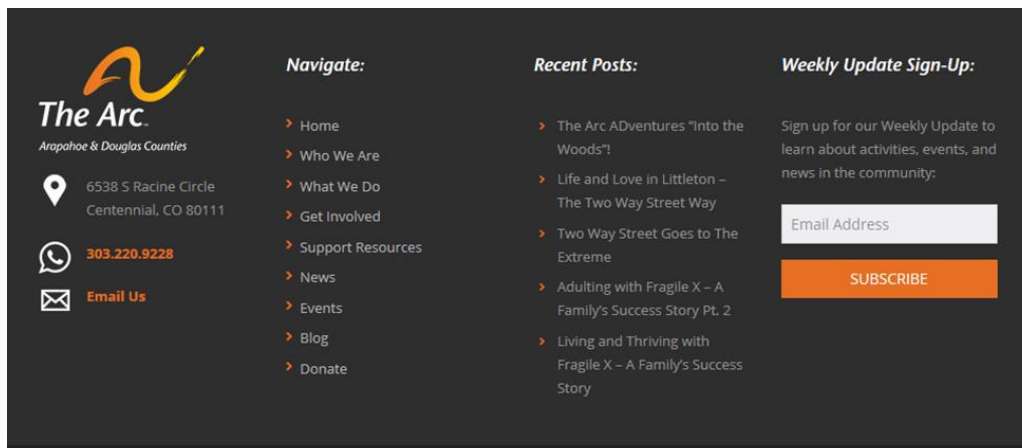 The Arc™
Arapahoe & Douglas Counties
6538 S Racine Circle
Centennial, CO 80111
303.220.9228
Email Us
Navigate:
Home
Who We Are
What We Do
Get Involved
Support Resources
News
Events
Blog
Donate
Recent Posts:
The Arc ADventures “Into the
Woods”!
Life and Love in Littleton –
The Two Way Street Way
Two Way Street Goes to The
Extreme
Adulting with Fragile X – A
Family’s Success Story Pt. 2
Living and Thriving with
Fragile X – A Family’s Success
Story
Weekly Update Sign-Up:
Sign up for our Weekly Update to
learn about activities, events, and
news in the community:
Email Address
SUBSCRIBE